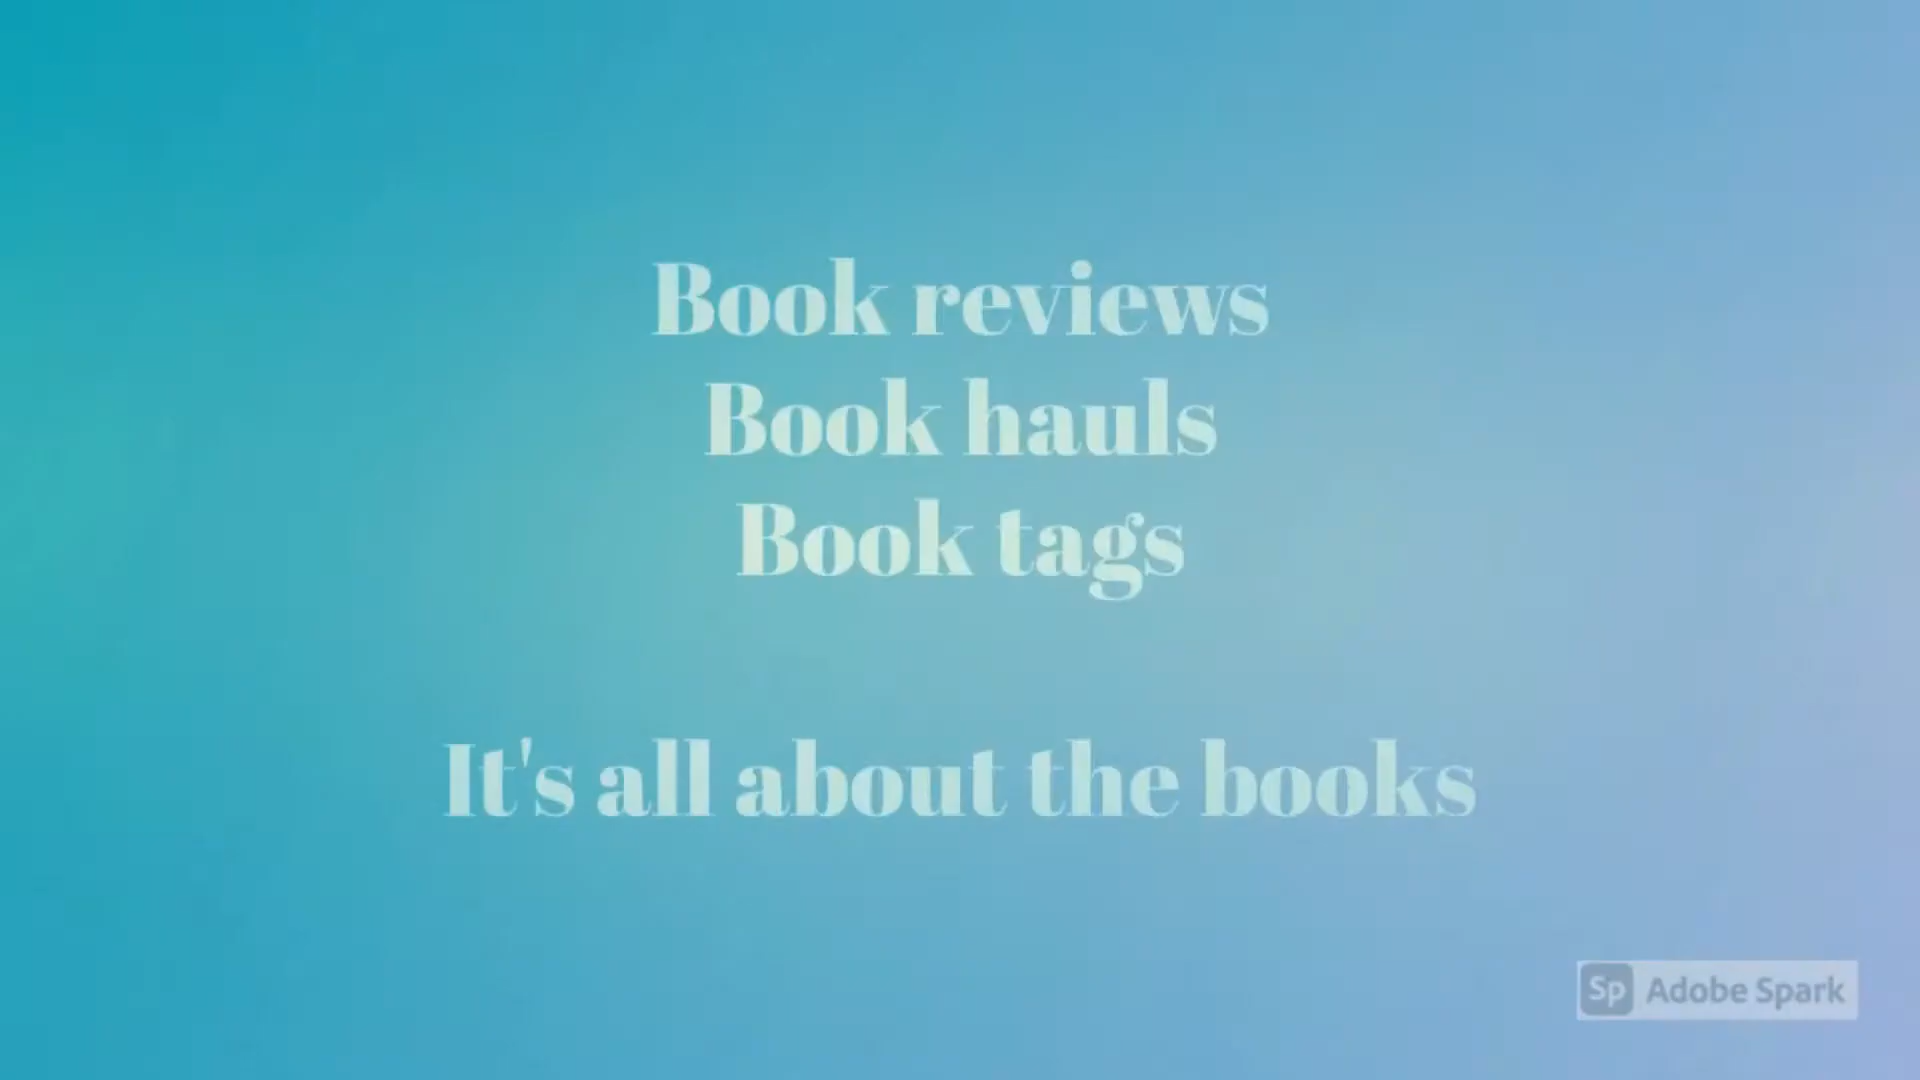 Book reviews
Book hauls
Book tags
It's all about the books
Sp Adobe Spark